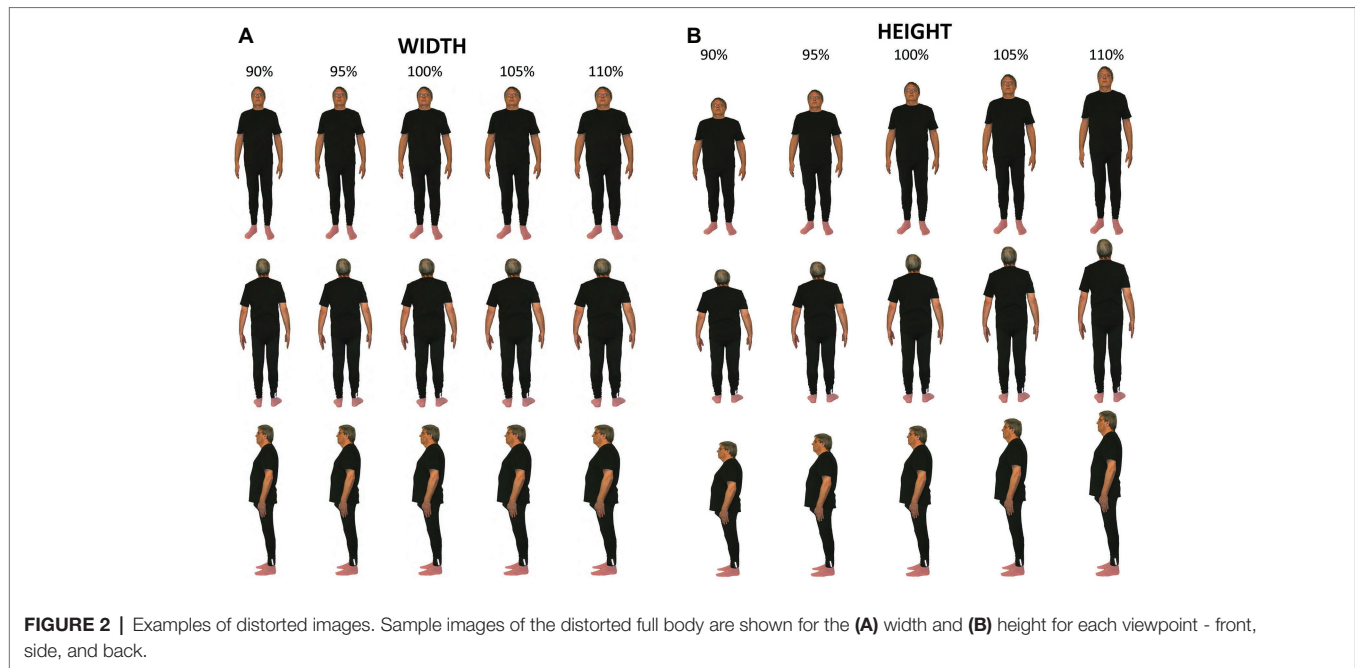 A
WIDTH
90% 95% 100% 105% 110%
B
HEIGHT
90% 95% 100% 105% 110%
FIGURE 2 | Examples of distorted images. Sample images of the distorted full body are shown for the (A) width and (B) height for each viewpoint - front,
side, and back.